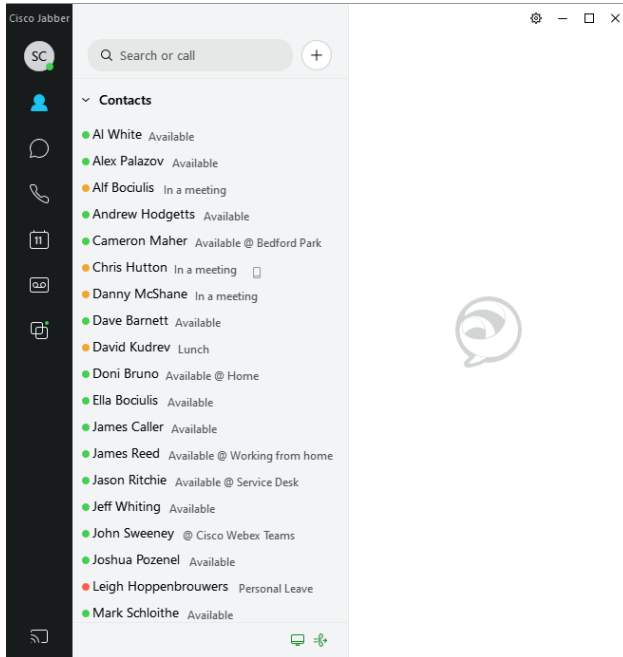 Cisco Jabber
SC
Search or call
Contacts
Al White Available
Alex Palazov Available
Alf Bociulis In a meeting
Andrew Hodgetts Available
11
Cameron Maher Available @ Bedford Park
Chris Hutton In a meeting
Danny McShane In a meeting
Dave Barnett Available
David Kudrev Lunch
Doni Bruno Available @ Home
Ella Bociulis Available
James Caller Available
James Reed Available @ Working from home
Jason Ritchie Available @ Service Desk
Jeff Whiting Available
John Sweeney @ Cisco Webex Teams
Joshua Pozenel Available
Leigh Hoppenbrouwers Personal Leave
Mark Schloithe Available